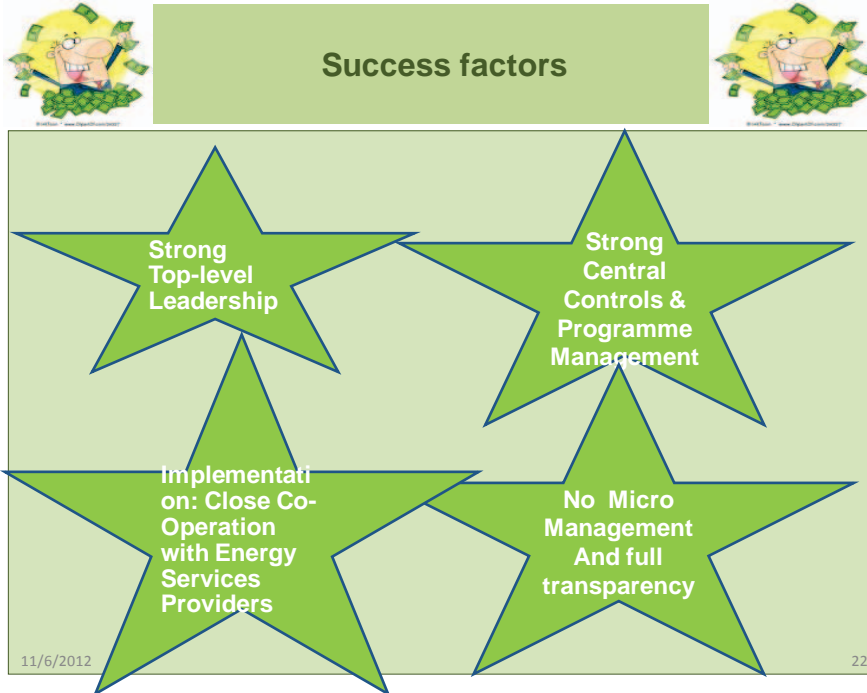 Success factors
Strong
Top-level
Leadership
Strong
Central
Controls &
Programme
Management
Implementati
on: Close Co-
Operation
with Energy
Services
Providers
No Micro
Management
And full
transparency
11/6/2012
22